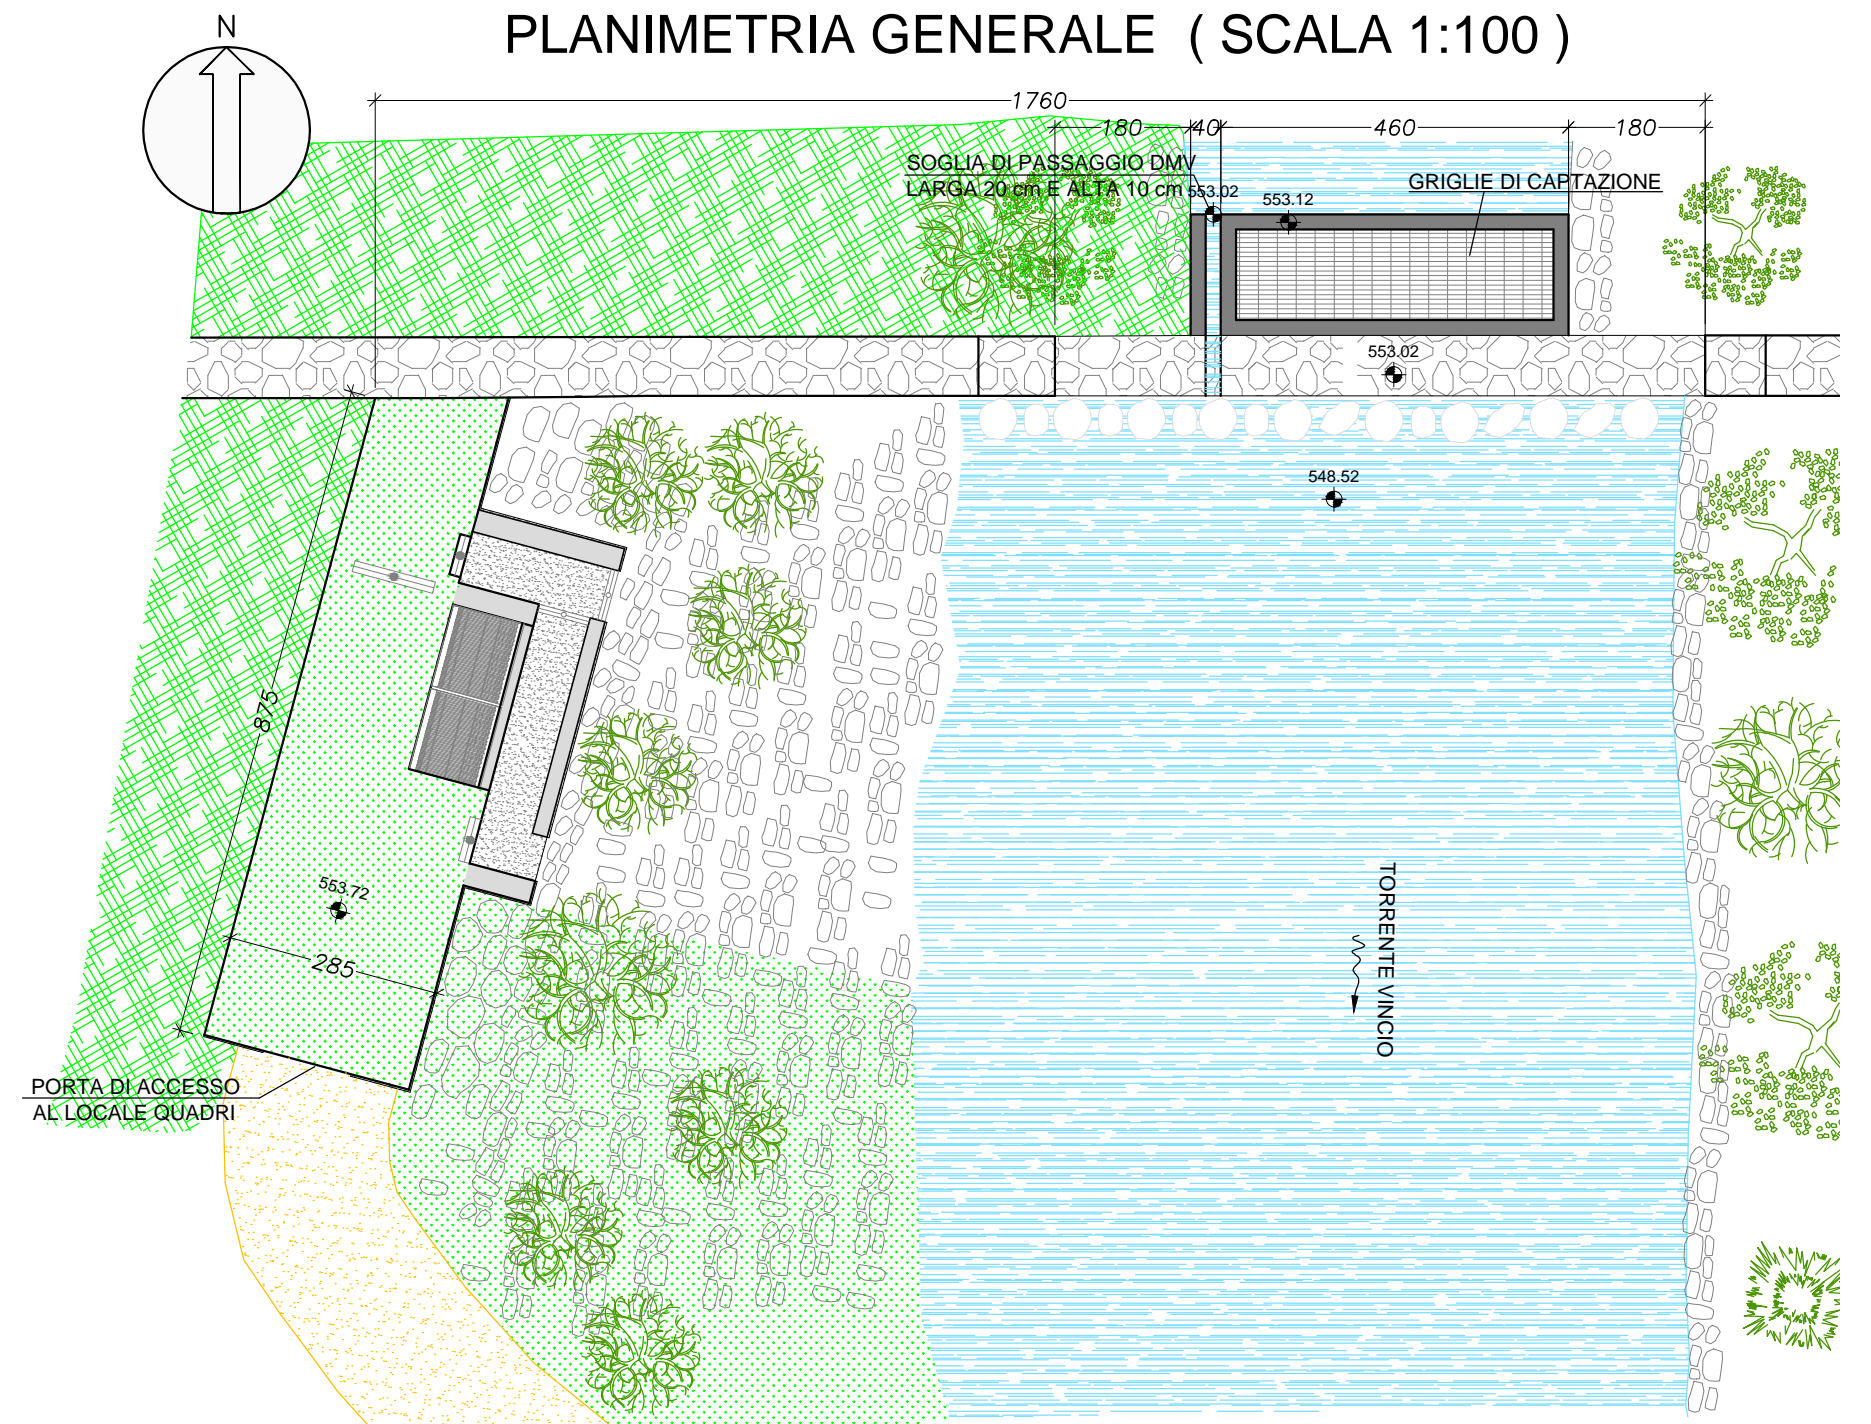 PLANIMETRIA GENERALE ( SCALA 1:100 )
N
1760
180
40
460
180
SOGLIA DI PASSAGGIO DMV
LARGA 20 cm E ALTA 10 cm
553.02
553.12
GRIGLIE DI CAPTAZIONE
553.02
548.52
875
553.72
285
TORRENTE VINCIO
PORTA DI ACCESSO
AL LOCALE QUADRI